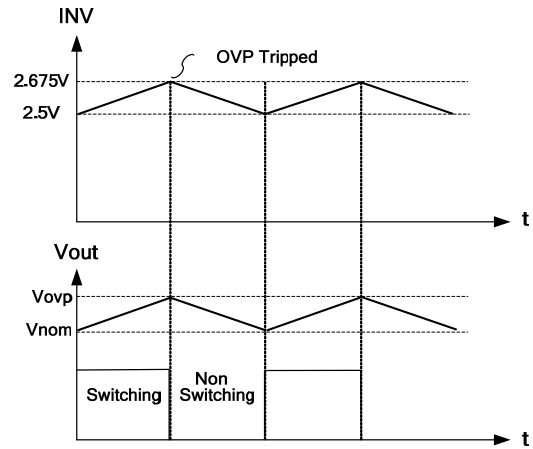 INV
OVP Tripped
2.675V
2.5V
t
Vout
Vovp
Vnom
Switching
Non
Switching
t